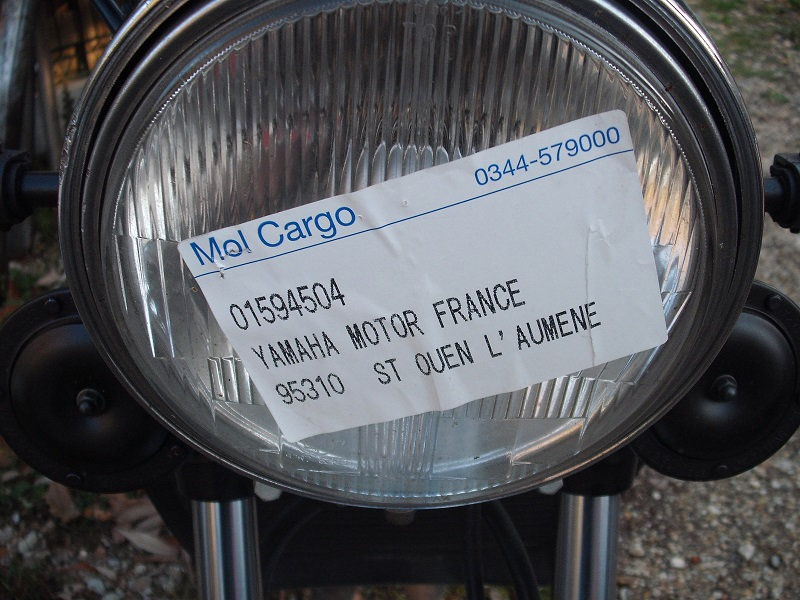 Mol Cargo 0344-579000
01594504
YAMAHA MOTOR FRANCE
95310 ST OUEN L'AUMENE